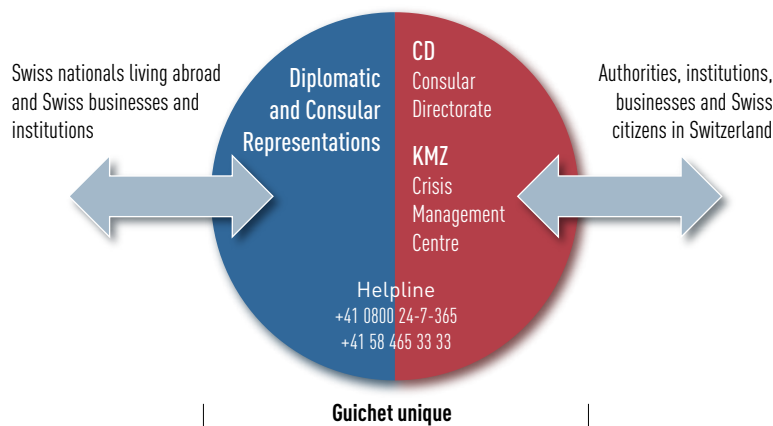 Swiss nationals living abroad
and Swiss businesses and
institutions
Diplomatic
and Consular
Representations
CD
Consular
Directorate
KMZ
Crisis
Management
Centre
Authorities, institutions,
businesses and Swiss
citizens in Switzerland
Helpline
+41 0800 24-7-365
+41 58 465 33 33
Guichet unique